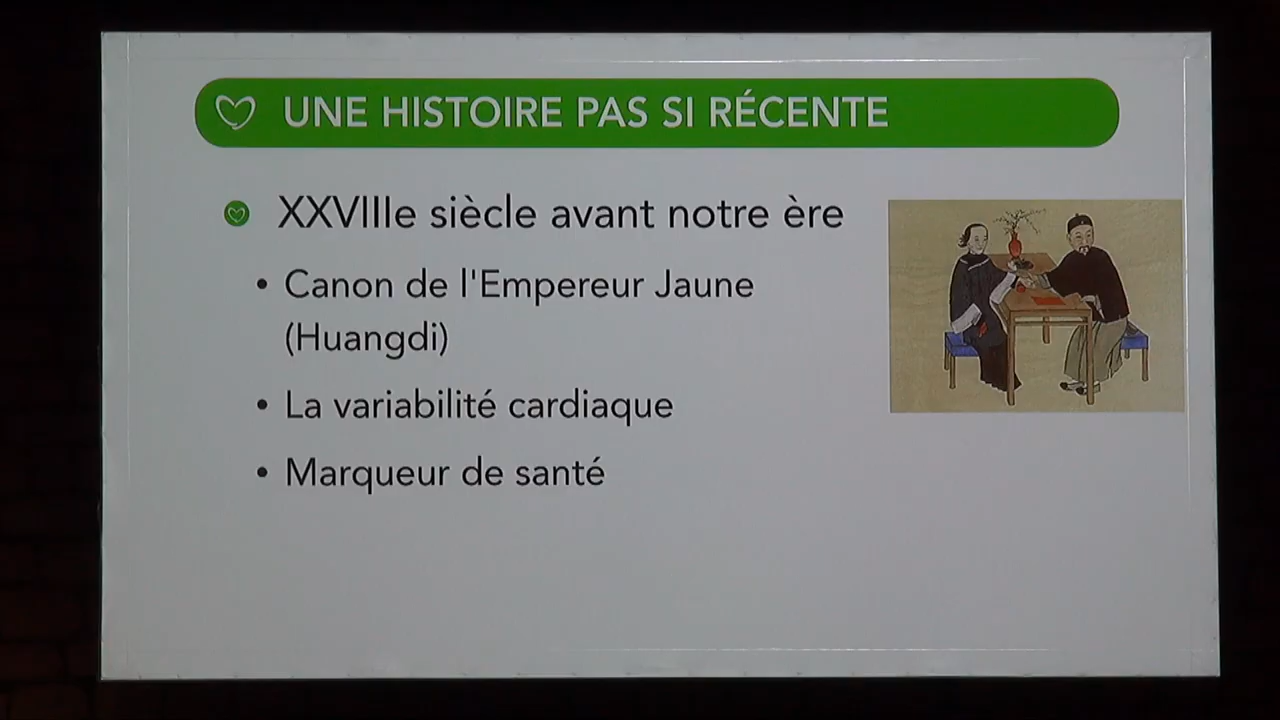 UNE HISTOIRE PAS SI RÉCENTE
XXVIIIe siècle avant notre ère
• Canon de l'Empereur Jaune
(Huangdi)
• La variabilité cardiaque
• Marqueur de santé